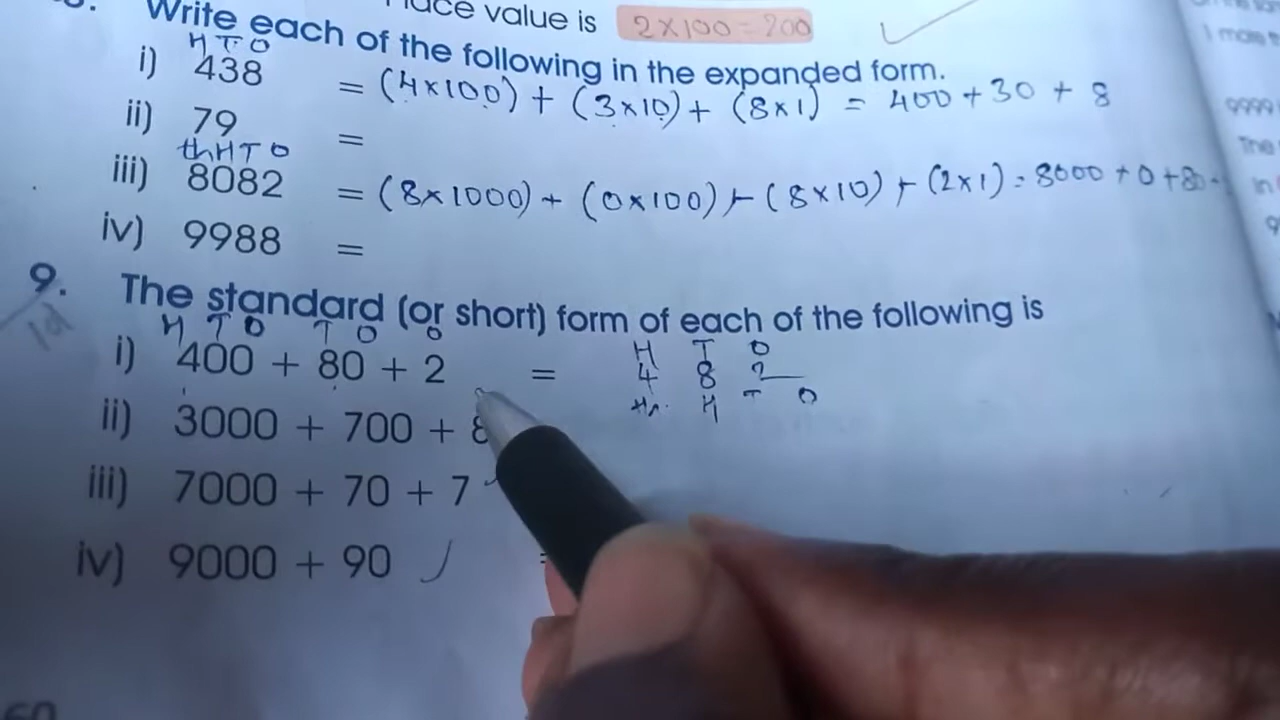 Place value is 2×100=200
Write each of the following in the expanded form.
H T O
i) 438 = (4×100) + (3×10) + (8×1) = 400 + 30 + 8
ii) 79 =
th H T O
iii) 8082 = (8×1000) + (0×100) + (8×10) + (2×1) = 8000 + 0 + 80
iv) 9988 =
9. The standard (or short) form of each of the following is
H T O T O O H T O
i) 400 + 80 + 2 = 4 8 2
H T O
ii) 3000 + 700 + 8
iii) 7000 + 70 + 7
iv) 9000 + 90
9999
The
in
60